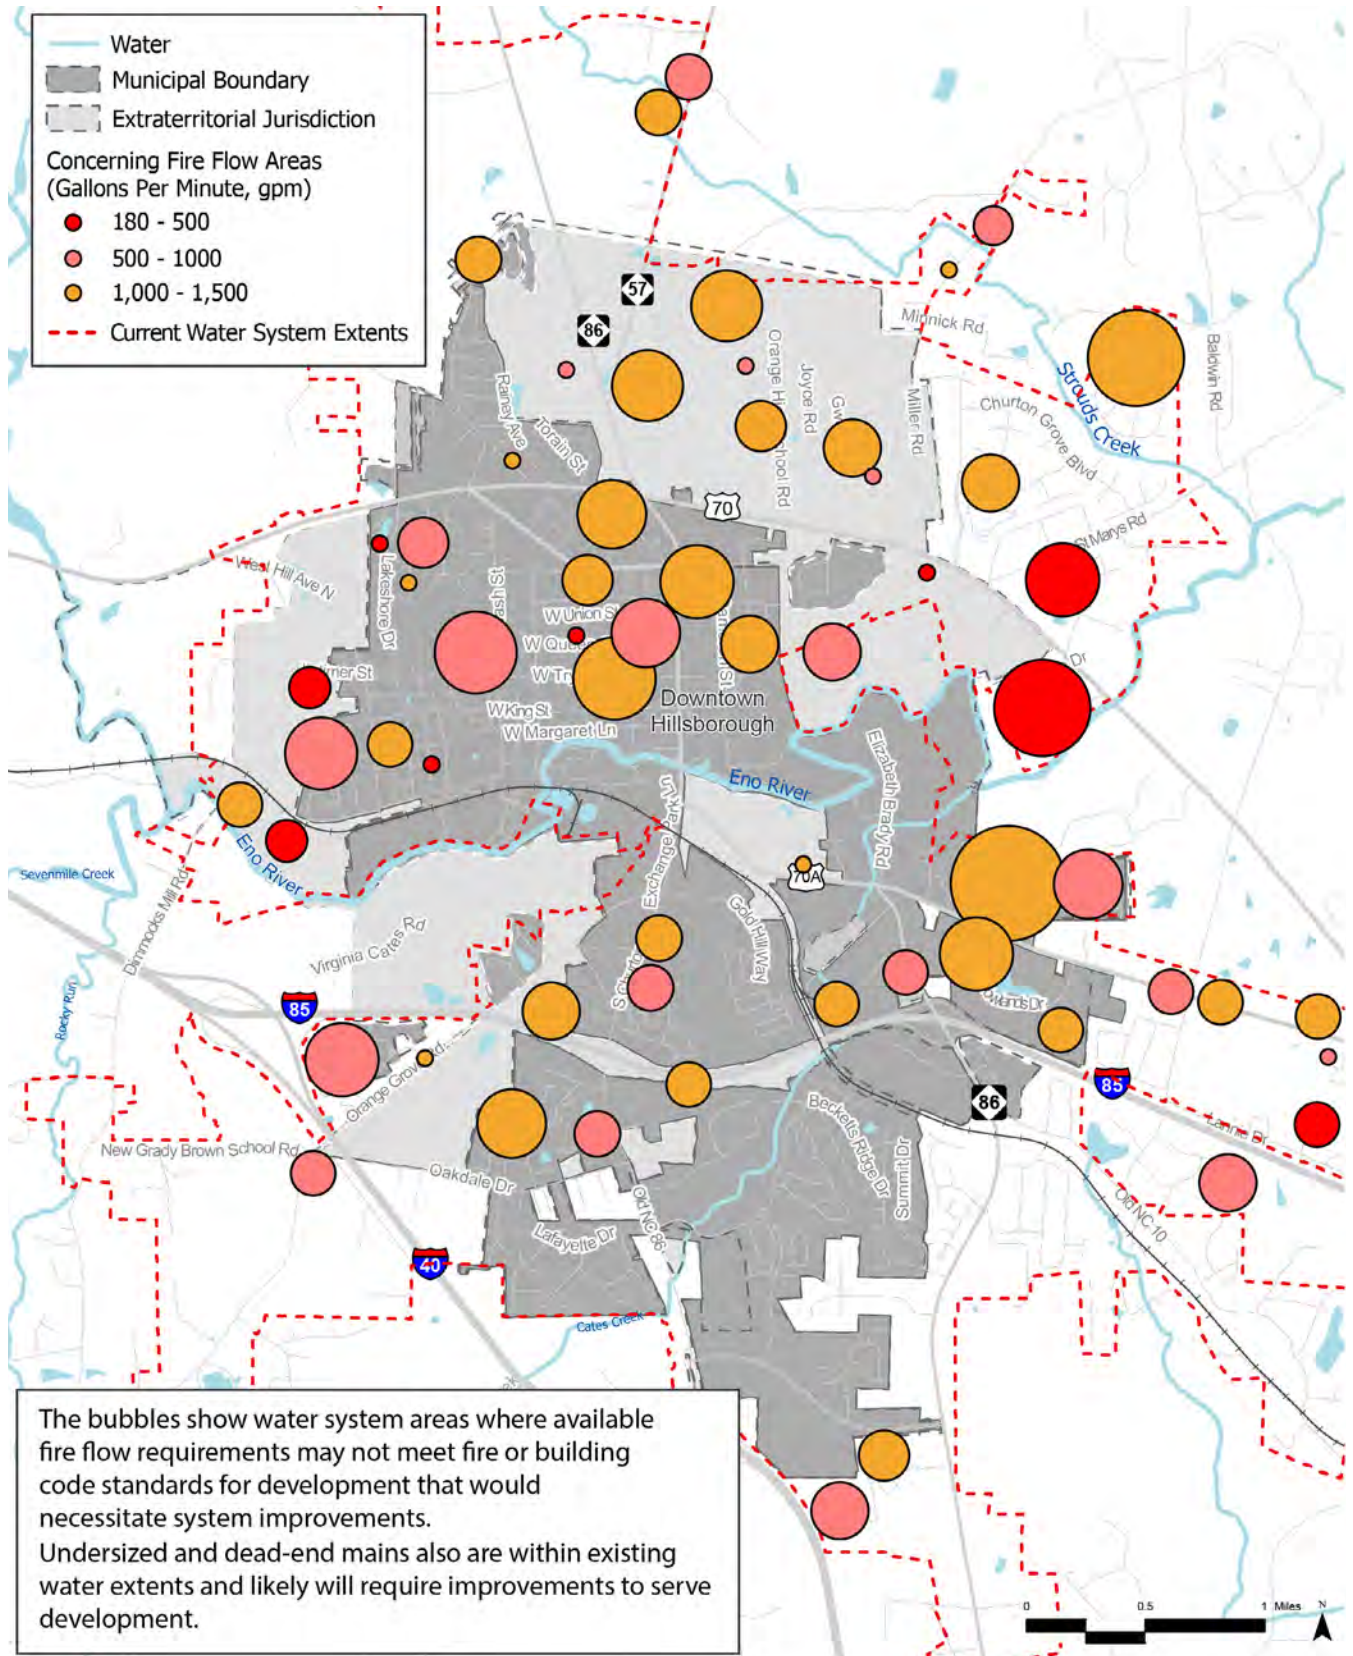 Water
Municipal Boundary
Extraterritorial Jurisdiction
Concerning Fire Flow Areas
(Gallons Per Minute, gpm)
180 - 500
500 - 1000
1,000 - 1,500
Current Water System Extents
57
86
Minnick Rd
Strouds Creek
Baldwin Rd
Churton Grove Blvd
Miller Rd
Joyce Rd
Rainey Ave
Torain St
70
St Marys Rd
West Hill Ave N
Lakeshore Dr
W Union St
Dr
W King St
W Margaret Ln
Downtown
Hillsborough
Elizabeth Brady Rd
Eno River
Exchange Park Ln
70A
Eno River
Sevenmile Creek
Dimmocks Mill Rd
Gold Hill Way
Virginia Cates Rd
85
Rocky Run
Orange Grove Rd
85
86
Lannie Dr
Becketts Ridge Dr
Summit Dr
New Grady Brown School Rd
Oakdale Dr
Old NC 86
Lafayette Dr
Old NC 10
40
Cates Creek
The bubbles show water system areas where available
fire flow requirements may not meet fire or building
code standards for development that would
necessitate system improvements.
Undersized and dead-end mains also are within existing
water extents and likely will require improvements to serve
development.
0 0.5 1 Miles N